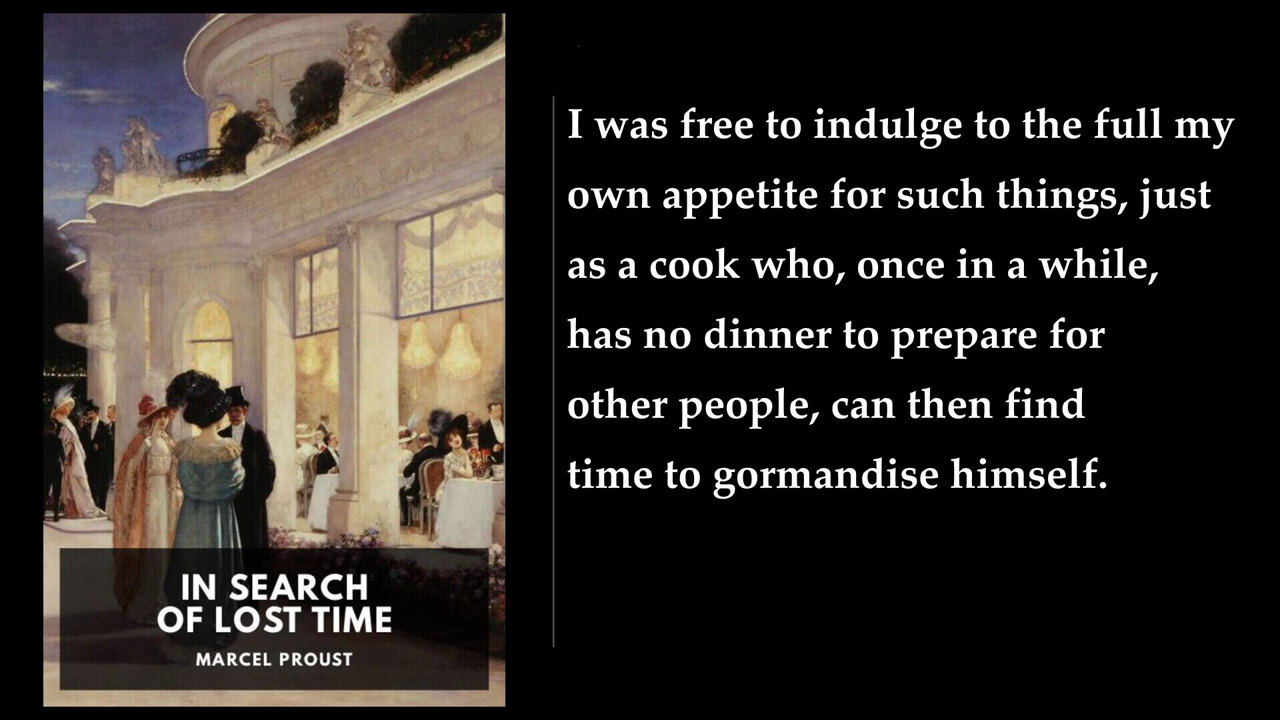 I was free to indulge to the full my
own appetite for such things, just
as a cook who, once in a while,
has no dinner to prepare for
other people, can then find
time to gormandise himself.
IN SEARCH
OF LOST TIME
MARCEL PROUST